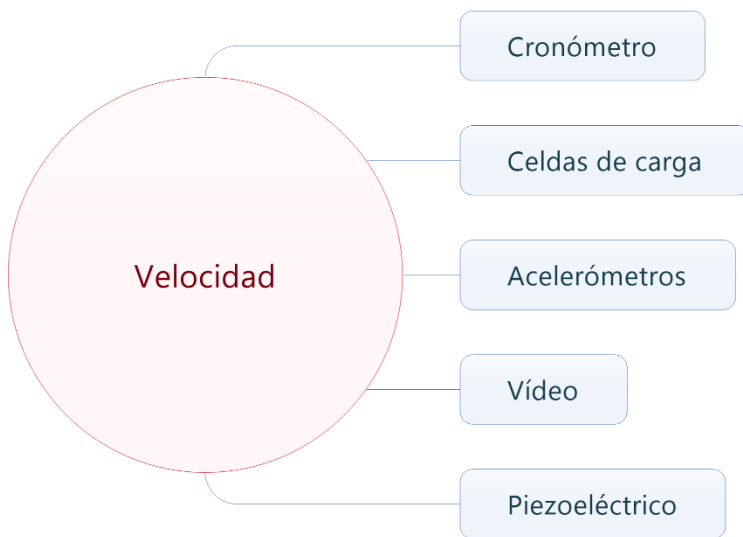 Cronómetro
Celdas de carga
Velocidad
Acelerómetros
Vídeo
Piezoeléctrico